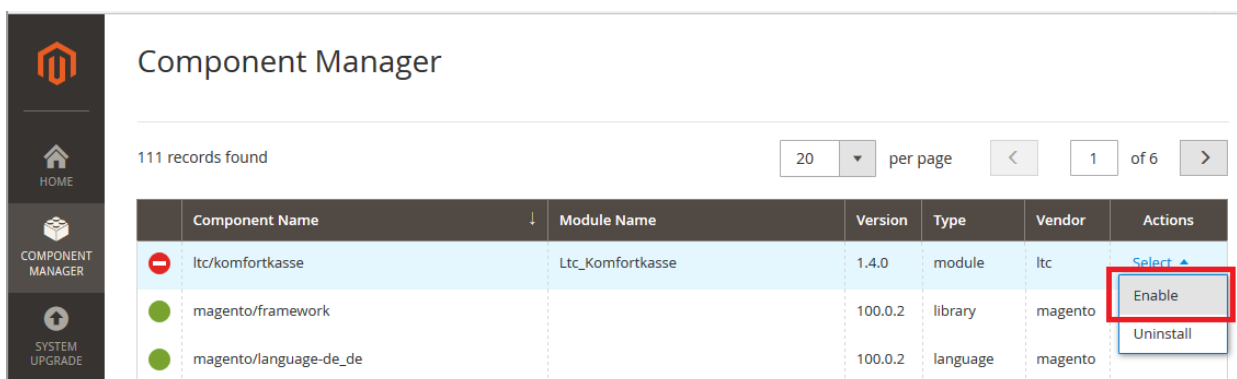 Component Manager
111 records found
20 per page 1 of 6
HOME
COMPONENT
MANAGER
SYSTEM
UPGRADE
Component Name ↓ Module Name Version Type Vendor Actions
ltc/komfortkasse Ltc_Komfortkasse 1.4.0 module ltc Select
Enable
Uninstall
magento/framework 100.0.2 library magento
magento/language-de_de 100.0.2 language magento